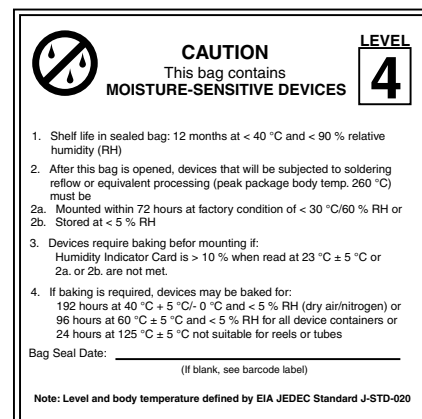 LEVEL
CAUTION
This bag contains
MOISTURE-SENSITIVE DEVICES
4
1. Shelf life in sealed bag: 12 months at < 40 °C and < 90 % relative
humidity (RH)
2. After this bag is opened, devices that will be subjected to soldering
reflow or equivalent processing (peak package body temp. 260 °C)
must be
2a. Mounted within 72 hours at factory condition of < 30 °C/60 % RH or
2b. Stored at < 5 % RH
3. Devices require baking befor mounting if:
Humidity Indicator Card is > 10 % when read at 23 °C ± 5 °C or
2a. or 2b. are not met.
4. If baking is required, devices may be baked for:
192 hours at 40 °C + 5 °C/- 0 °C and < 5 % RH (dry air/nitrogen) or
96 hours at 60 °C ± 5 °C and < 5 % RH for all device containers or
24 hours at 125 °C ± 5 °C not suitable for reels or tubes
Bag Seal Date:
(If blank, see barcode label)
Note: Level and body temperature defined by EIA JEDEC Standard J-STD-020